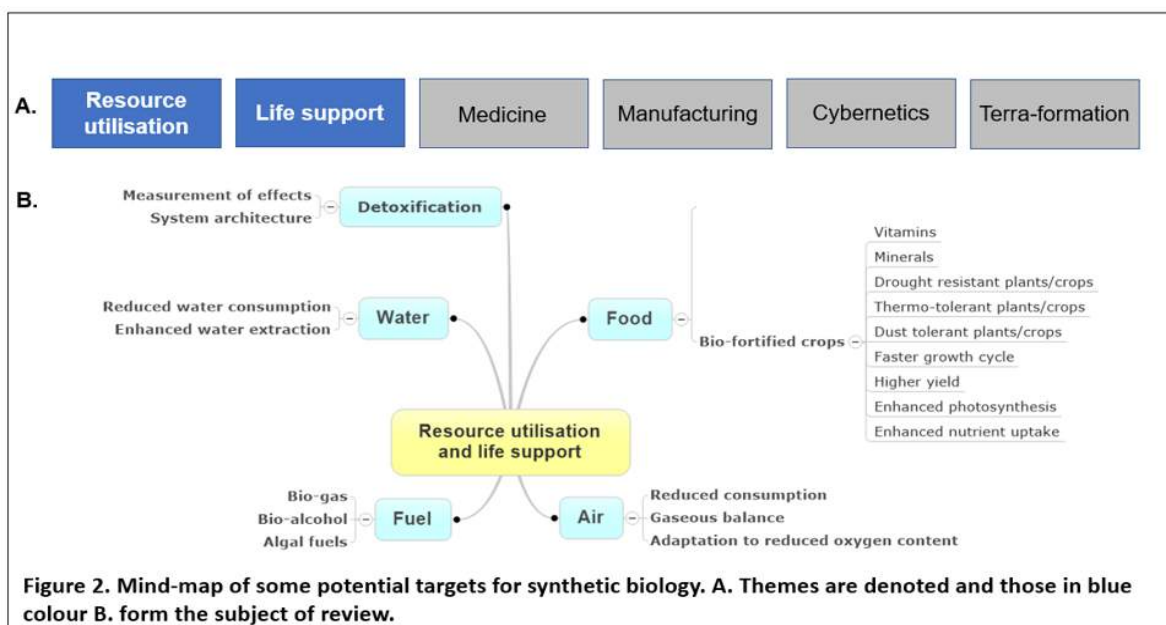 A.
Resource
utilisation
Life support
Medicine
Manufacturing
Cybernetics
Terra-formation
B.
Measurement of effects
System architecture
Detoxification
Reduced water consumption
Enhanced water extraction
Water
Food
Bio-fortified crops
Vitamins
Minerals
Drought resistant plants/crops
Thermo-tolerant plants/crops
Dust tolerant plants/crops
Faster growth cycle
Higher yield
Enhanced photosynthesis
Enhanced nutrient uptake
Resource utilisation
and life support
Bio-gas
Bio-alcohol
Algal fuels
Fuel
Air
Reduced consumption
Gaseous balance
Adaptation to reduced oxygen content
Figure 2. Mind-map of some potential targets for synthetic biology. A. Themes are denoted and those in blue
colour B. form the subject of review.